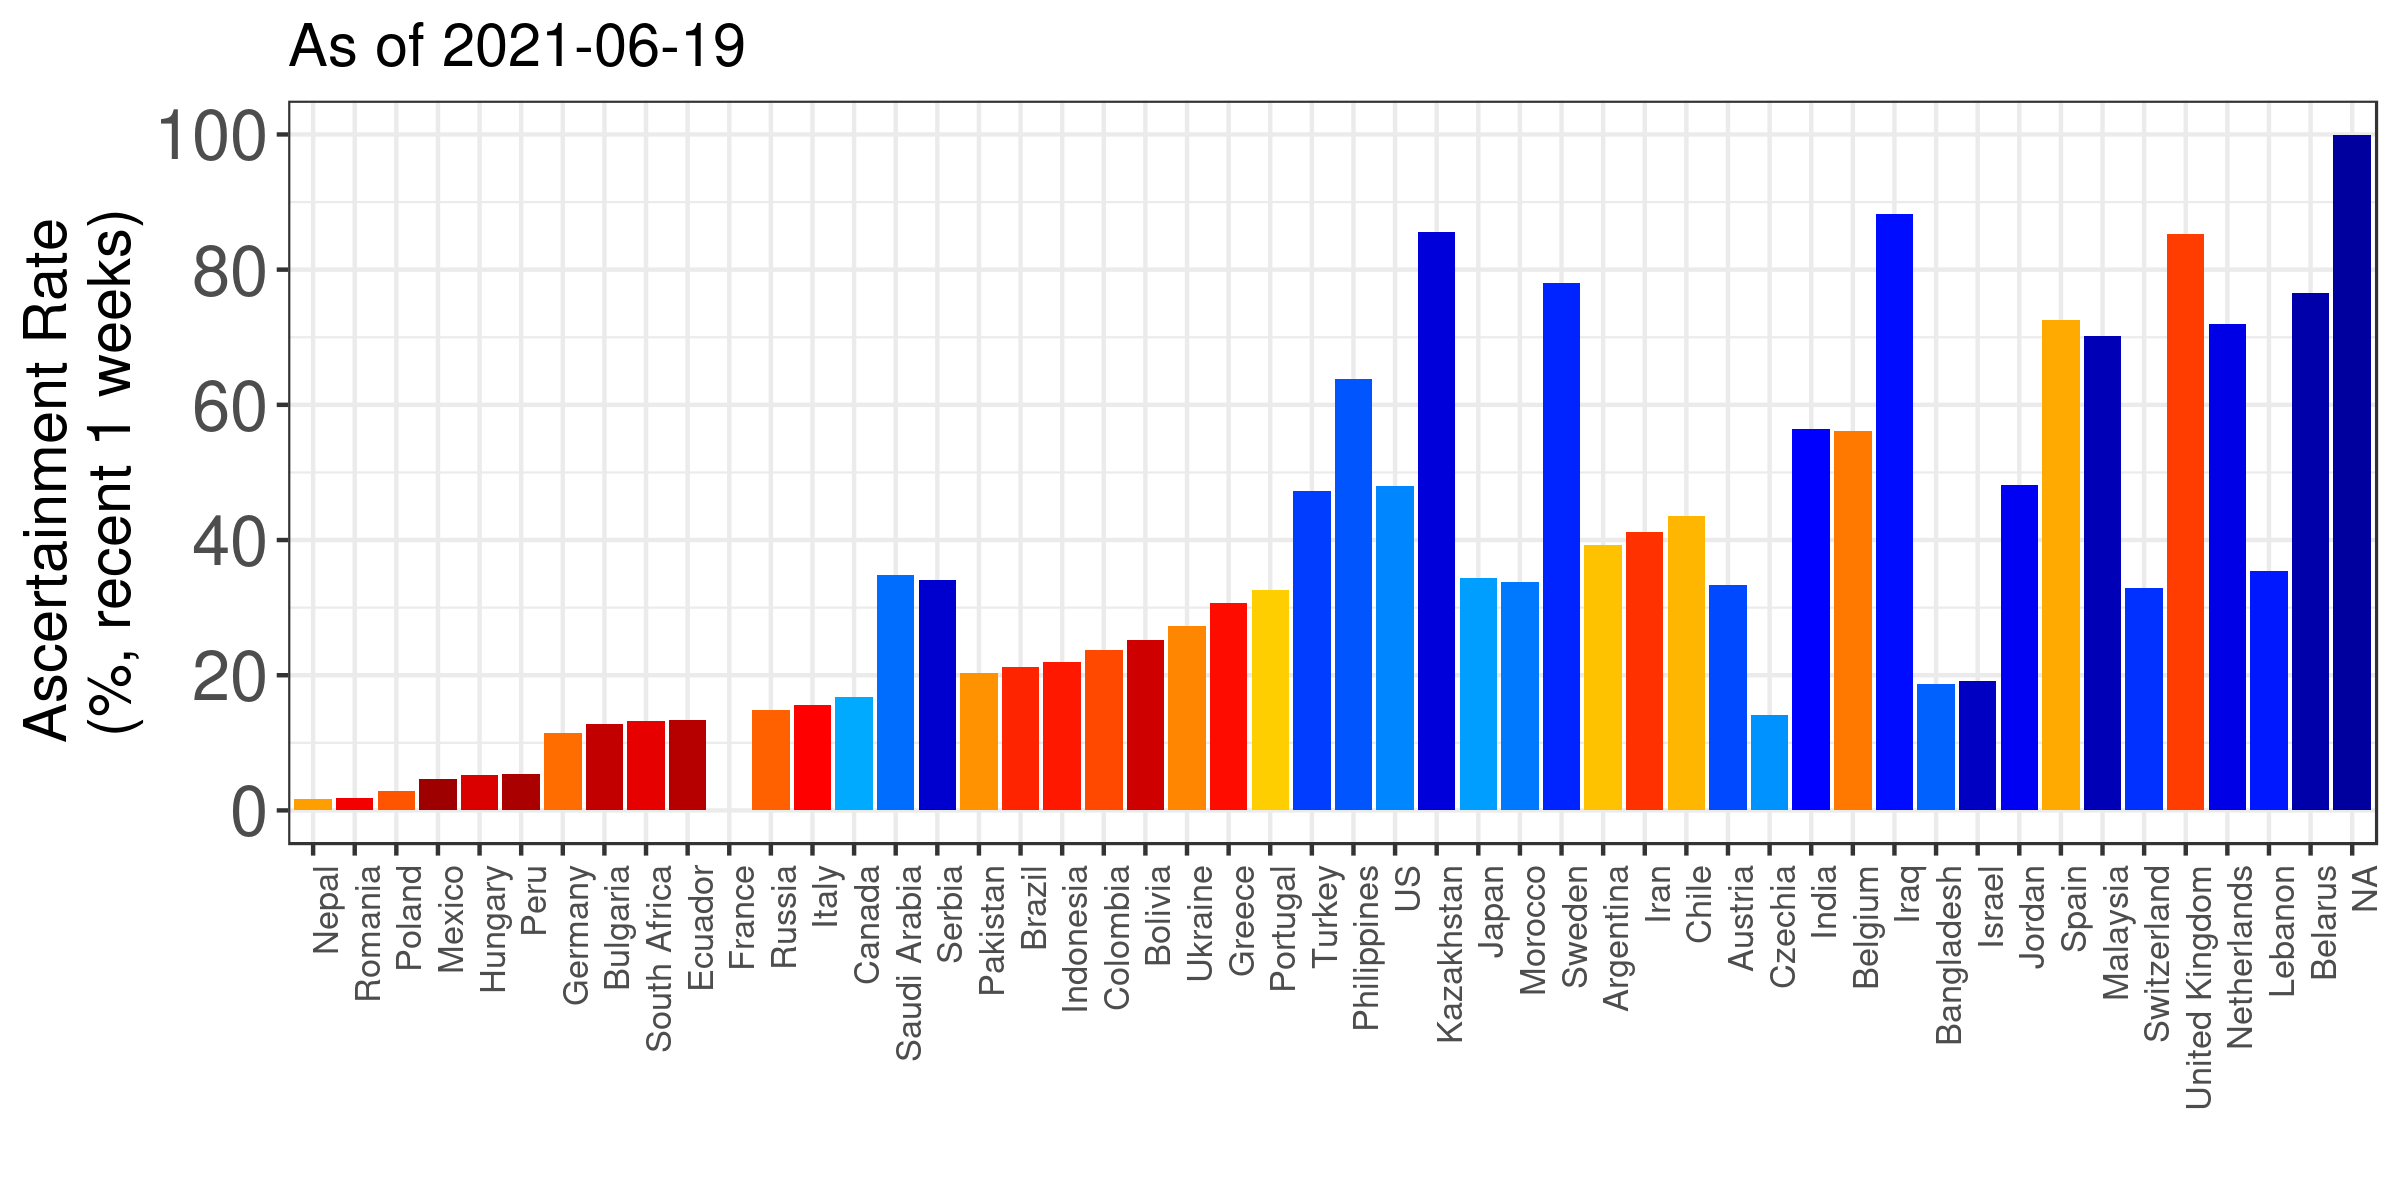 As of 2021-06-19
Ascertainment Rate
(%, recent 1 weeks)
100
80
60
40
20
0
Nepal
Romania
Poland
Mexico
Hungary
Peru
Germany
Bulgaria
South Africa
Ecuador
France
Russia
Italy
Canada
Saudi Arabia
Serbia
Pakistan
Brazil
Indonesia
Colombia
Bolivia
Ukraine
Greece
Portugal
Turkey
Philippines
US
Kazakhstan
Japan
Morocco
Sweden
Argentina
Iran
Chile
Austria
Czechia
India
Belgium
Iraq
Bangladesh
Israel
Jordan
Spain
Malaysia
Switzerland
United Kingdom
Netherlands
Lebanon
Belarus
NA